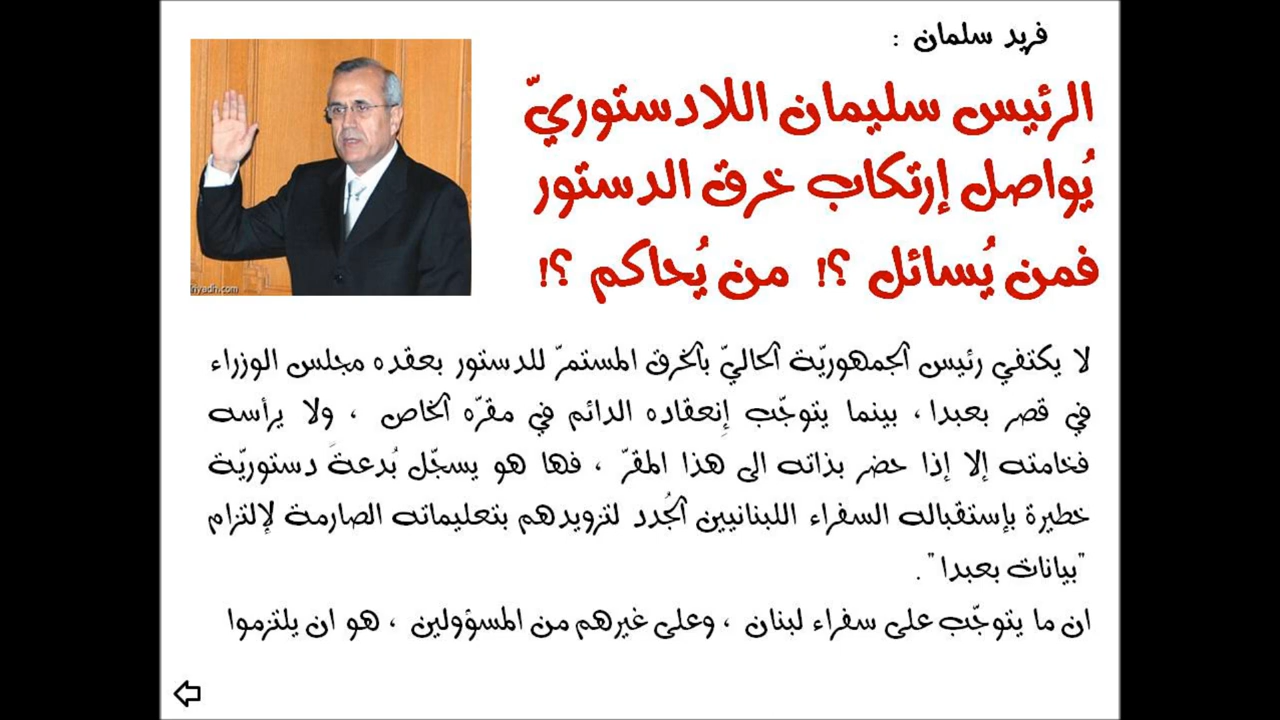 فريد سلمان :
الرئيس سليمان اللادستوريّ
يُواصل إرتكاب خرق الدستور
فمن يُسائل ؟! من يُحاكم ؟!
لا يكتفي رئيس الجمهوريّة الحاليّ بالخرق المستمرّ للدستور بعقده مجلس الوزراء
في قصر بعبدا، بينما يتوجّب إنِعقاده الدائم في مقرّه الخاص ، ولا يرأسه
فخامته إلا إذا حضر بذاته الى هذا المقرّ ، فها هو يسجّل بُدعةَ دستوريّة
خطيرة بإستقباله السفراء اللبنانيين الجُدد لتزويدهم بتعليماته الصارمة لإلتزام
"بيانات بعبدا" .
ان ما يتوجّب على سفراء لبنان ، وعلى غيرهم من المسؤولين ، هو ان يلتزموا